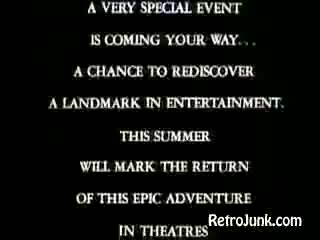 A VERY SPECIAL EVENT
IS COMING YOUR WAY...
A CHANCE TO REDISCOVER
A LANDMARK IN ENTERTAINMENT.
THIS SUMMER
WILL MARK THE RETURN
OF THIS EPIC ADVENTURE
IN THEATRES
RetroJunk.com